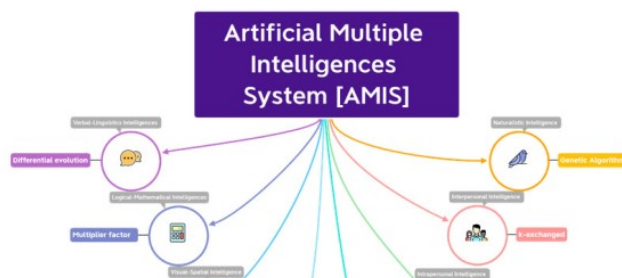 Artificial Multiple
Intelligences
System [AMIS]
Verbal-Linguistics Intelligences
Naturalistic Intelligence
Differential evolution
Genetic Algorithm
Logical-Mathematical Intelligences
Interpersonal Intelligence
Multiplier factor
k-exchanged
Visual-Spatial Intelligence
Intrapersonal Intelligence